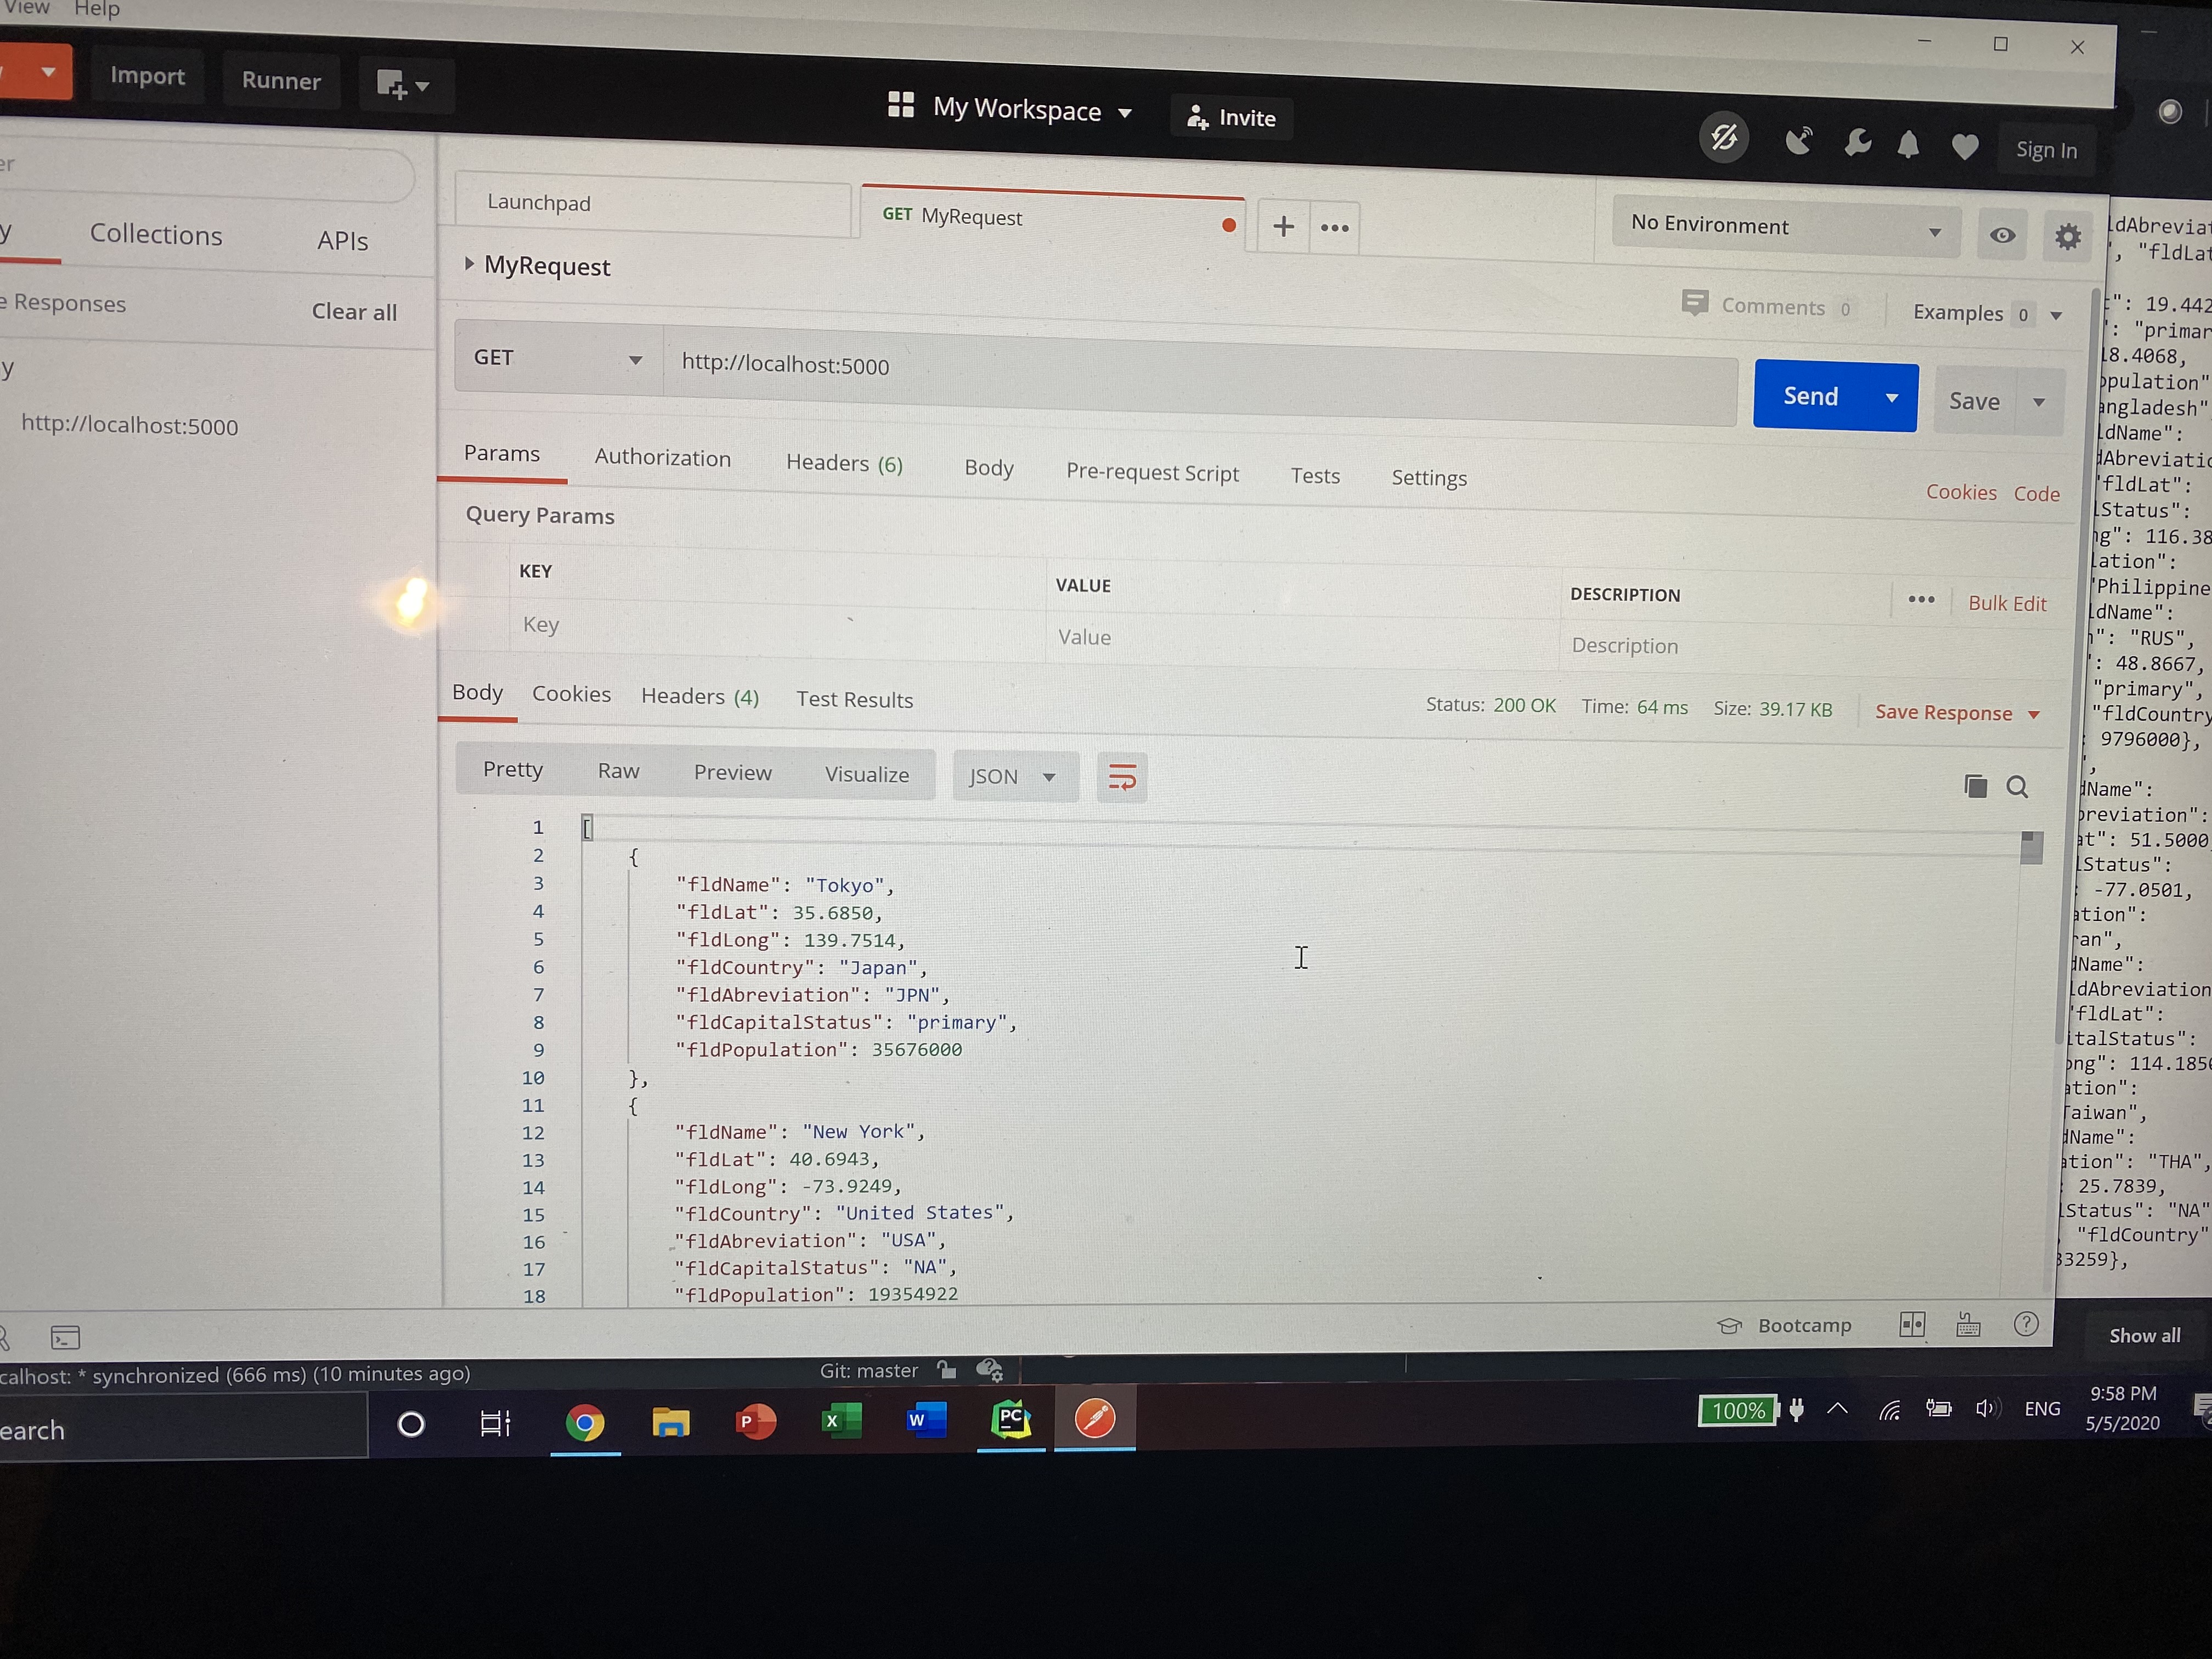 View Help
Import Runner My Workspace Invite Sign In
Launchpad GET MyRequest No Environment
Collections APIs
MyRequest
Responses Clear all
Comments 0 Examples 0
GET http://localhost:5000 Send Save
http://localhost:5000
Params Authorization Headers (6) Body Pre-request Script Tests Settings Cookies Code
Query Params
KEY VALUE DESCRIPTION Bulk Edit
Key Value Description
Body Cookies Headers (4) Test Results Status: 200 OK Time: 64 ms Size: 39.17 KB Save Response
Pretty Raw Preview Visualize JSON
1 [
2 {
3 "fldName": "Tokyo",
4 "fldLat": 35.6850,
5 "fldLong": 139.7514,
6 "fldCountry": "Japan",
7 "fldAbreviation": "JPN",
8 "fldCapitalStatus": "primary",
9 "fldPopulation": 35676000
10 },
11 {
12 "fldName": "New York",
13 "fldLat": 40.6943,
14 "fldLong": -73.9249,
15 "fldCountry": "United States",
16 "fldAbreviation": "USA",
17 "fldCapitalStatus": "NA",
18 "fldPopulation": 19354922
Bootcamp
ldAbreviat
, "fldLat
": 19.442
: "primar
18.4068,
opulation"
angladesh"
ldName":
dAbreviatio
"fldLat":
lStatus":
ng": 116.38
lation":
"Philippine
ldName":
": "RUS",
: 48.8667,
"primary",
"fldCountry
9796000},
dName":
breviation":
at": 51.5000
lStatus":
-77.0501,
ation":
ran",
dName":
ldAbreviation
"fldLat":
italStatus":
ong": 114.185
ation":
Taiwan",
dName":
ation": "THA",
25.7839,
lStatus": "NA"
"fldCountry"
33259},
Show all
calhost: * synchronized (666 ms) (10 minutes ago) Git: master
earch
P X W PC
100% ENG
9:58 PM
5/5/2020